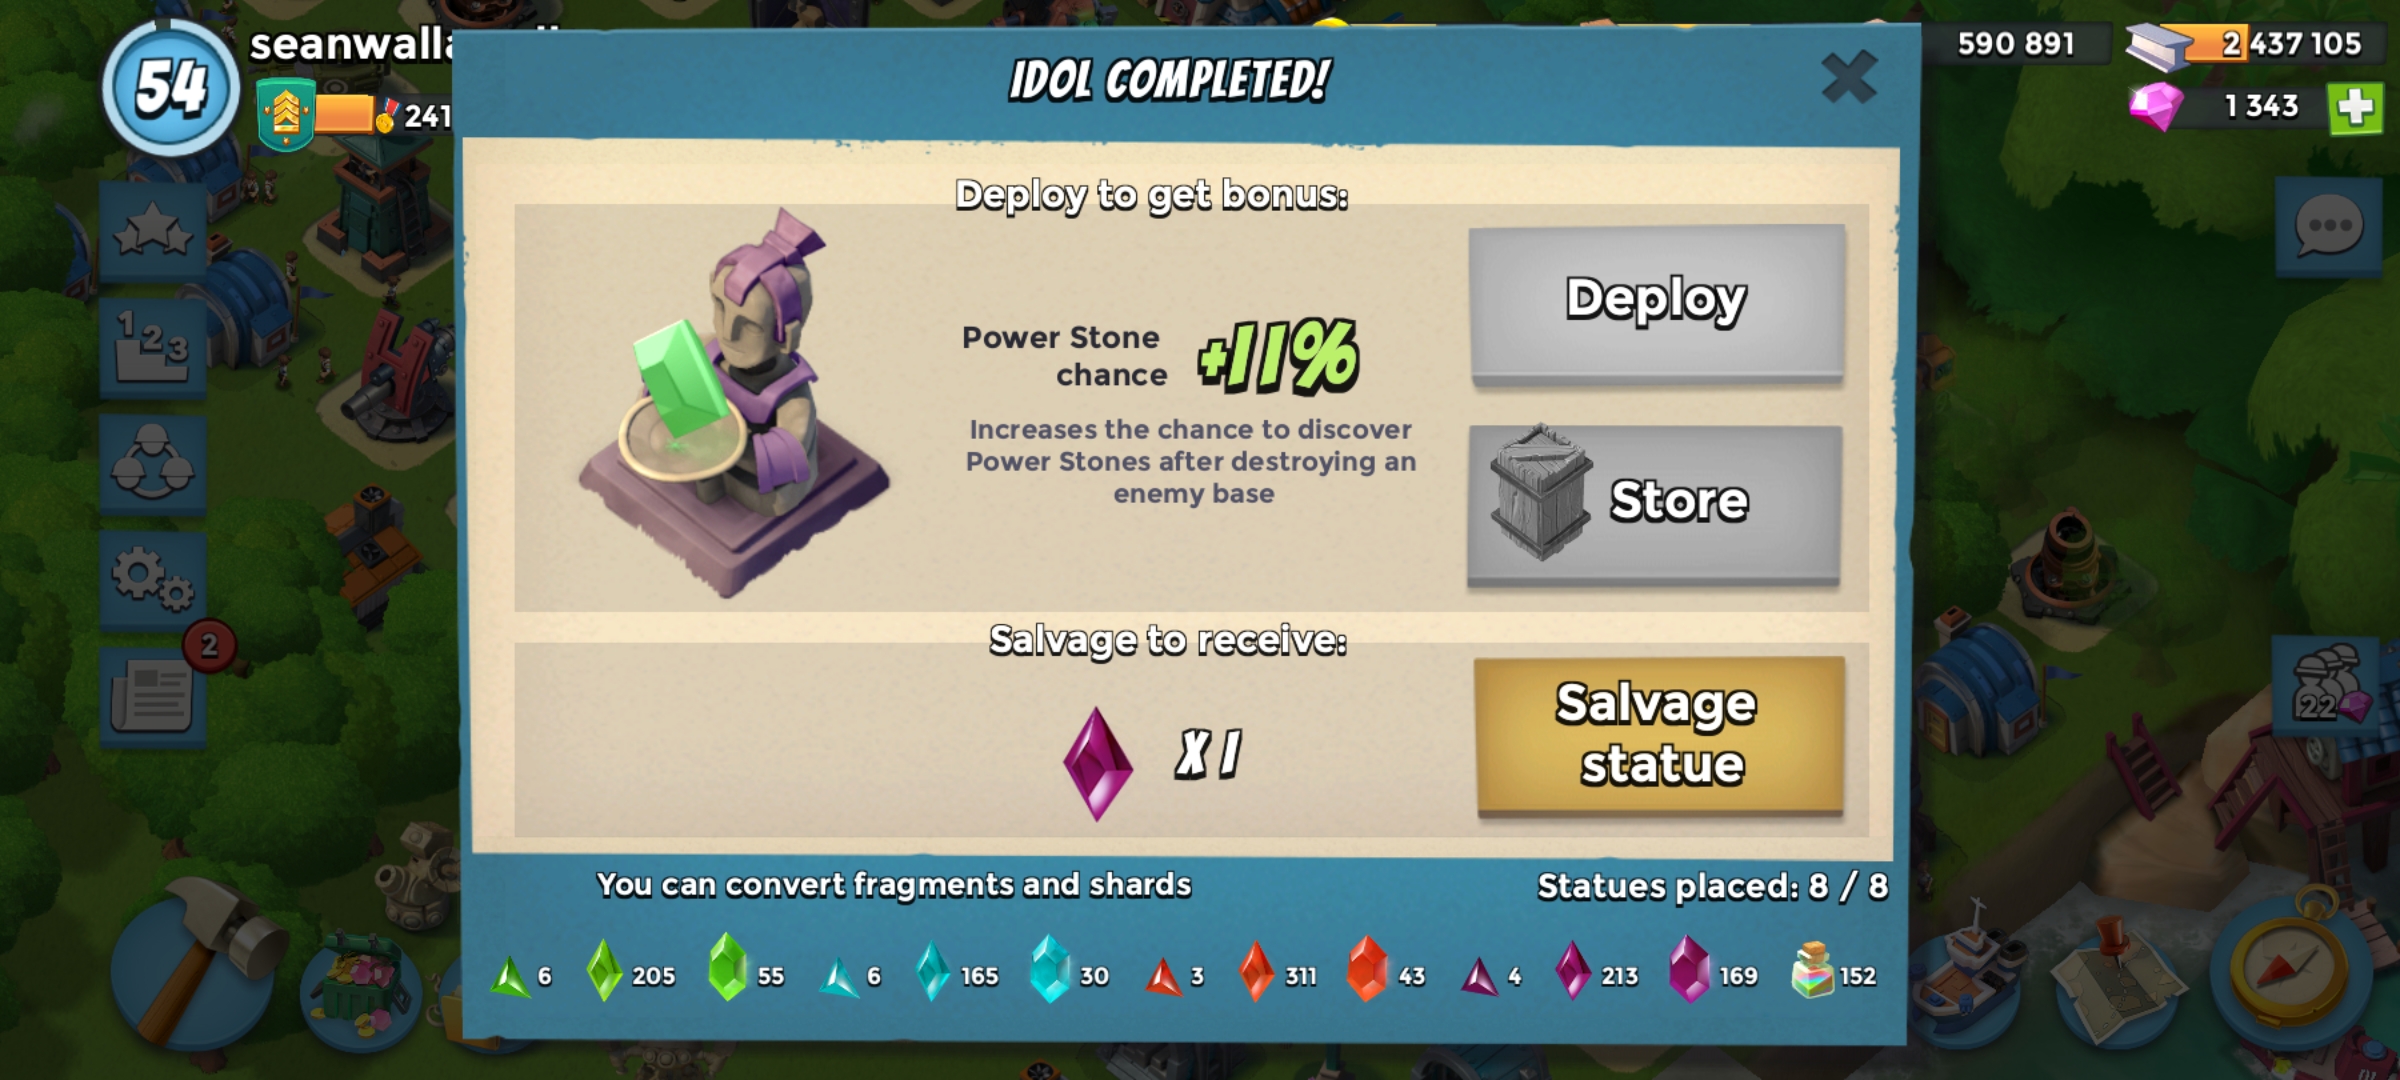 54
241
IDOL COMPLETED!
590 891
2 437 105
1 343
Deploy to get bonus:
Power Stone
chance
+11%
Increases the chance to discover
Power Stones after destroying an
enemy base
Deploy
Store
1 2 3
2
Salvage to receive:
X 1
Salvage
statue
22
You can convert fragments and shards
Statues placed: 8 / 8
6 205 55 6 165 30 3 311 43 4 213 169 152